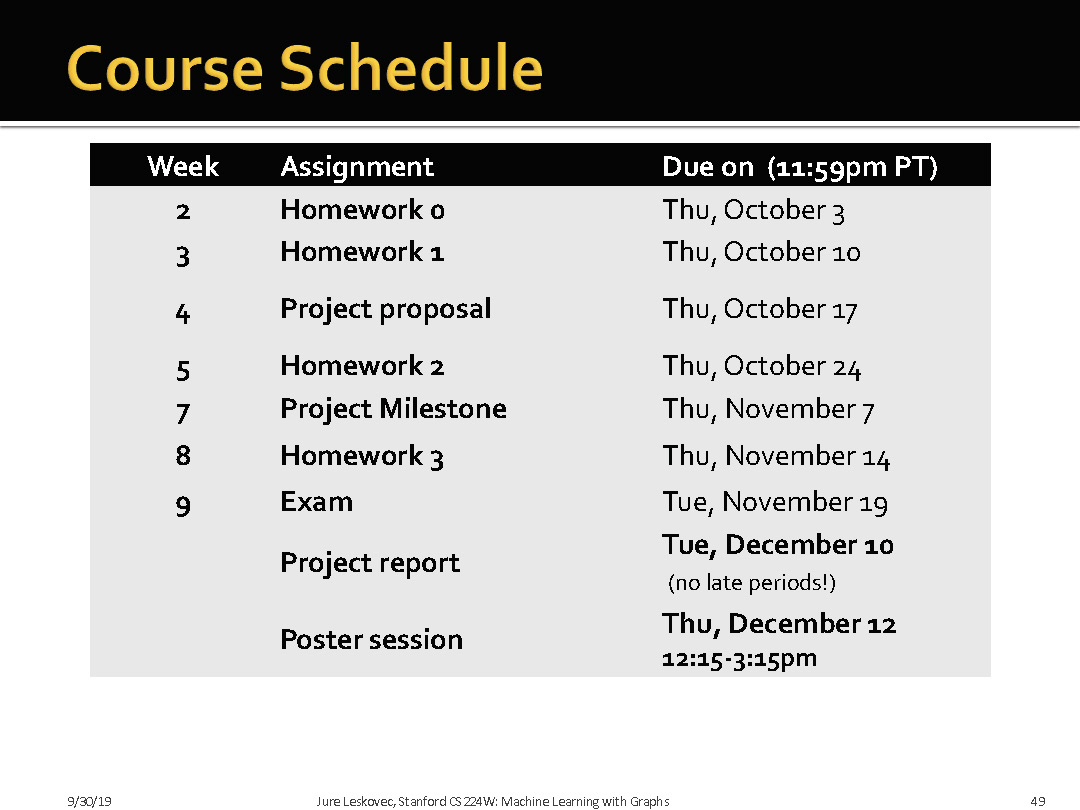 Course Schedule
Week Assignment Due on (11:59pm PT)
2 Homework 0 Thu, October 3
3 Homework 1 Thu, October 10
4 Project proposal Thu, October 17
5 Homework 2 Thu, October 24
7 Project Milestone Thu, November 7
8 Homework 3 Thu, November 14
9 Exam Tue, November 19
Project report Tue, December 10
(no late periods!)
Poster session Thu, December 12
12:15-3:15pm
9/30/19 Jure Leskovec, Stanford CS224W: Machine Learning with Graphs 49